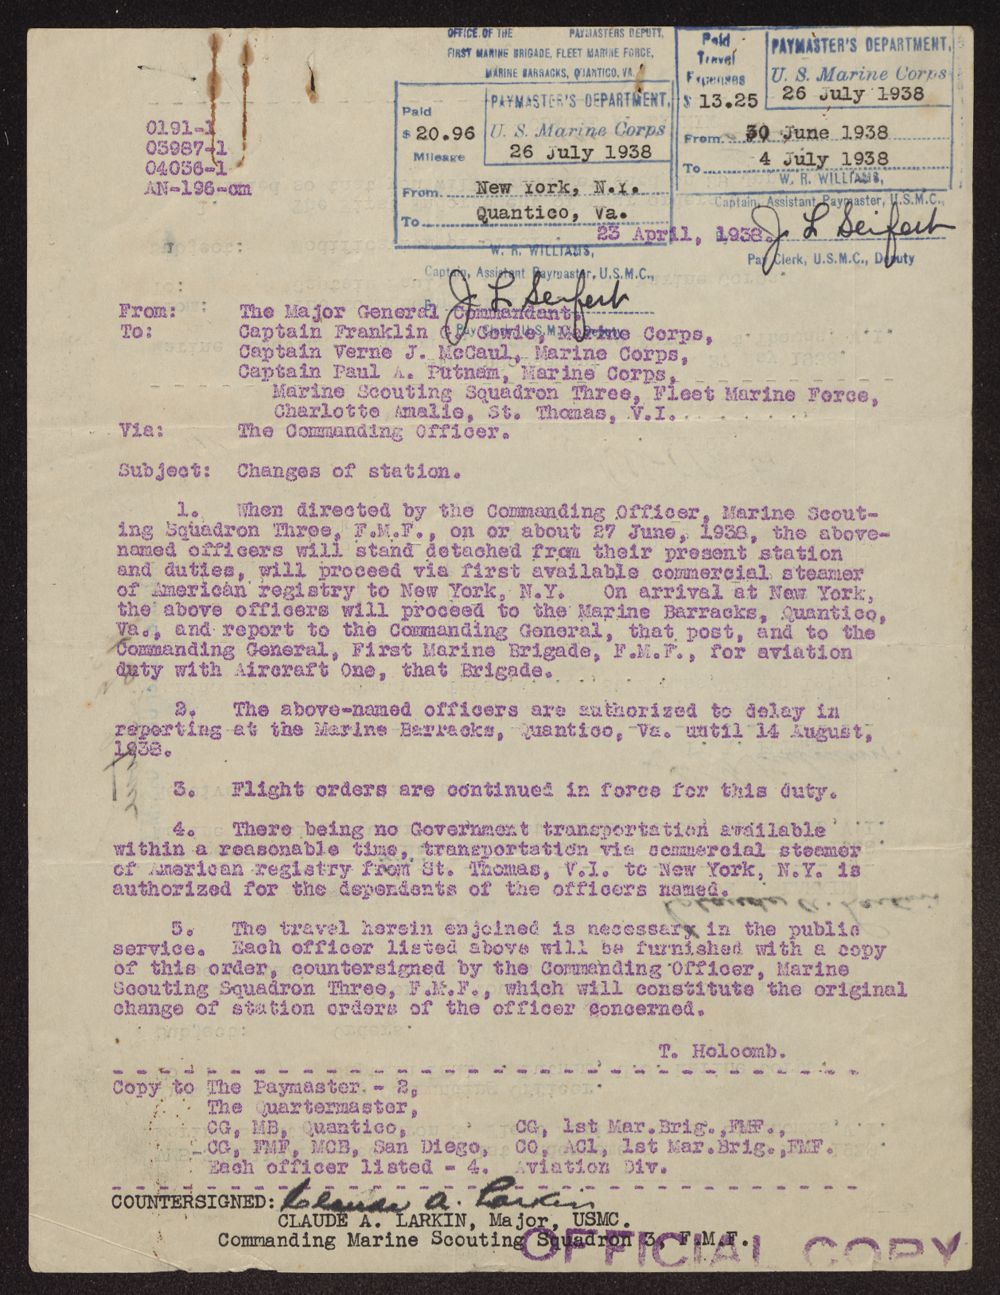 OFFICE OF THE PAYMASTERS DEPUTY,
FIRST MARINE BRIGADE, FLEET MARINE FORCE,
MARINE BARRACKS, QUANTICO, VA.
Paid
$ 20.96
Mileage
PAYMASTER'S DEPARTMENT,
U. S. Marine Corps
26 July 1938
From New York, N.Y.
To Quantico, Va.
W. R. WILLIAMS,
Captain, Assistant Paymaster, U.S.M.C.,
J L Seifert
Pay Clerk, U.S.M.C., Deputy
Paid
Travel
Expenses
$ 13.25
PAYMASTER'S DEPARTMENT,
U. S. Marine Corps
26 July 1938
From 30 June 1938
To 4 July 1938
W. R. WILLIAMS,
Captain, Assistant Paymaster, U.S.M.C.,
J L Seifert
Pay Clerk, U.S.M.C., Deputy
0191-1
05987-1
04036-1
AN-196-cm
23 April, 1938.
From: The Major General Commandant.
To: Captain Franklin G. Cowie, Marine Corps,
Captain Verne J. McCaul, Marine Corps,
Captain Paul A. Putnam, Marine Corps,
Marine Scouting Squadron Three, Fleet Marine Force,
Charlotte Amalie, St. Thomas, V.I.
Via: The Commanding Officer.
Subject: Changes of station.
1. When directed by the Commanding Officer, Marine Scout-
ing Squadron Three, F.M.F., on or about 27 June, 1938, the above-
named officers will stand detached from their present station
and duties, will proceed via first available commercial steamer
of American registry to New York, N.Y. On arrival at New York,
the above officers will proceed to the Marine Barracks, Quantico,
Va., and report to the Commanding General, that post, and to the
Commanding General, First Marine Brigade, F.M.F., for aviation
duty with Aircraft One, that Brigade.
2. The above-named officers are authorized to delay in
reporting at the Marine Barracks, Quantico, Va. until 14 August,
1938.
3. Flight orders are continued in force for this duty.
4. There being no Government transportation available
within a reasonable time, transportation via commercial steamer
of American registry from St. Thomas, V.I. to New York, N.Y. is
authorized for the dependents of the officers named.
5. The travel herein enjoined is necessary in the public
service. Each officer listed above will be furnished with a copy
of this order, countersigned by the Commanding Officer, Marine
Scouting Squadron Three, F.M.F., which will constitute the original
change of station orders of the officer concerned.
T. Holcomb.
Copy to The Paymaster - 2,
The Quartermaster,
CG, MB, Quantico, CG, 1st Mar.Brig.,FMF.,
CG, FMF, MCB, San Diego, CO, AC1, 1st Mar.Brig.,FMF.
Each officer listed - 4. Aviation Div.
COUNTERSIGNED: Claude A. Larkin
CLAUDE A. LARKIN, Major, USMC.
Commanding Marine Scouting Squadron 3, F.M.F.
OFFICIAL COPY